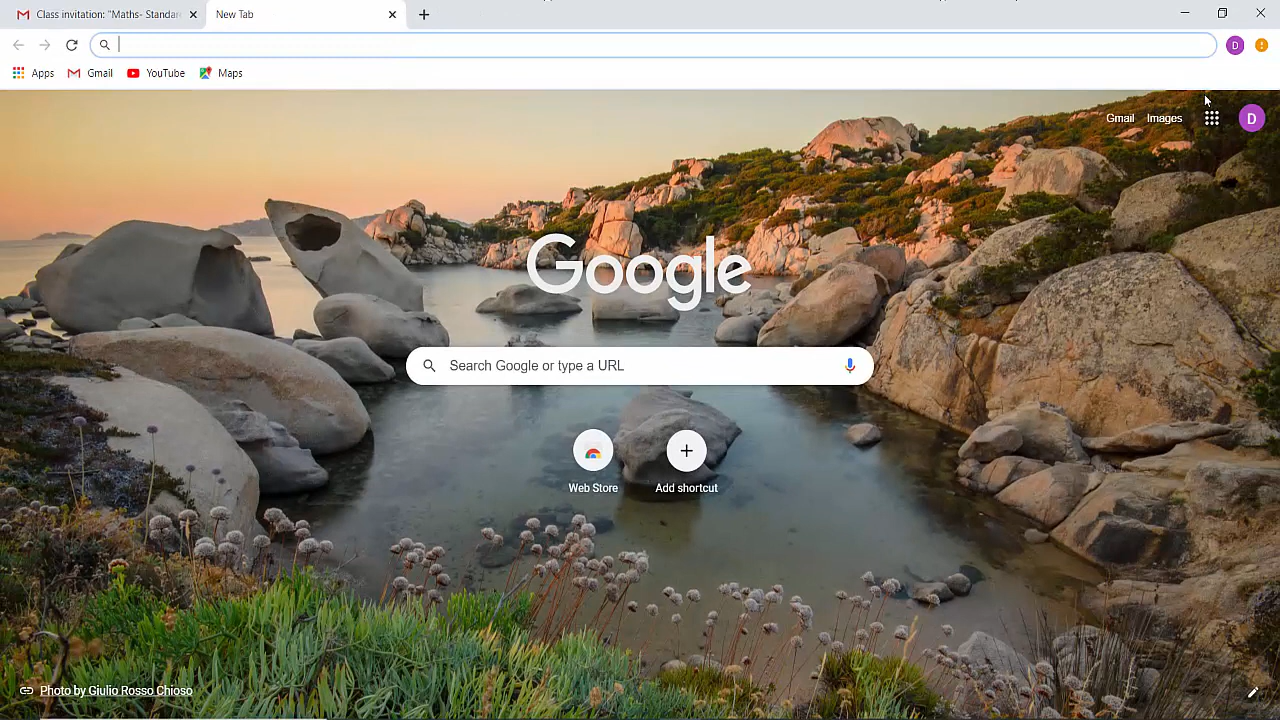 Class invitation: "Maths- Standar
New Tab
D
Apps
Gmail
YouTube
Maps
Gmail
Images
D
Google
Search Google or type a URL
Web Store
Add shortcut
Photo by Giulio Rosso Chioso